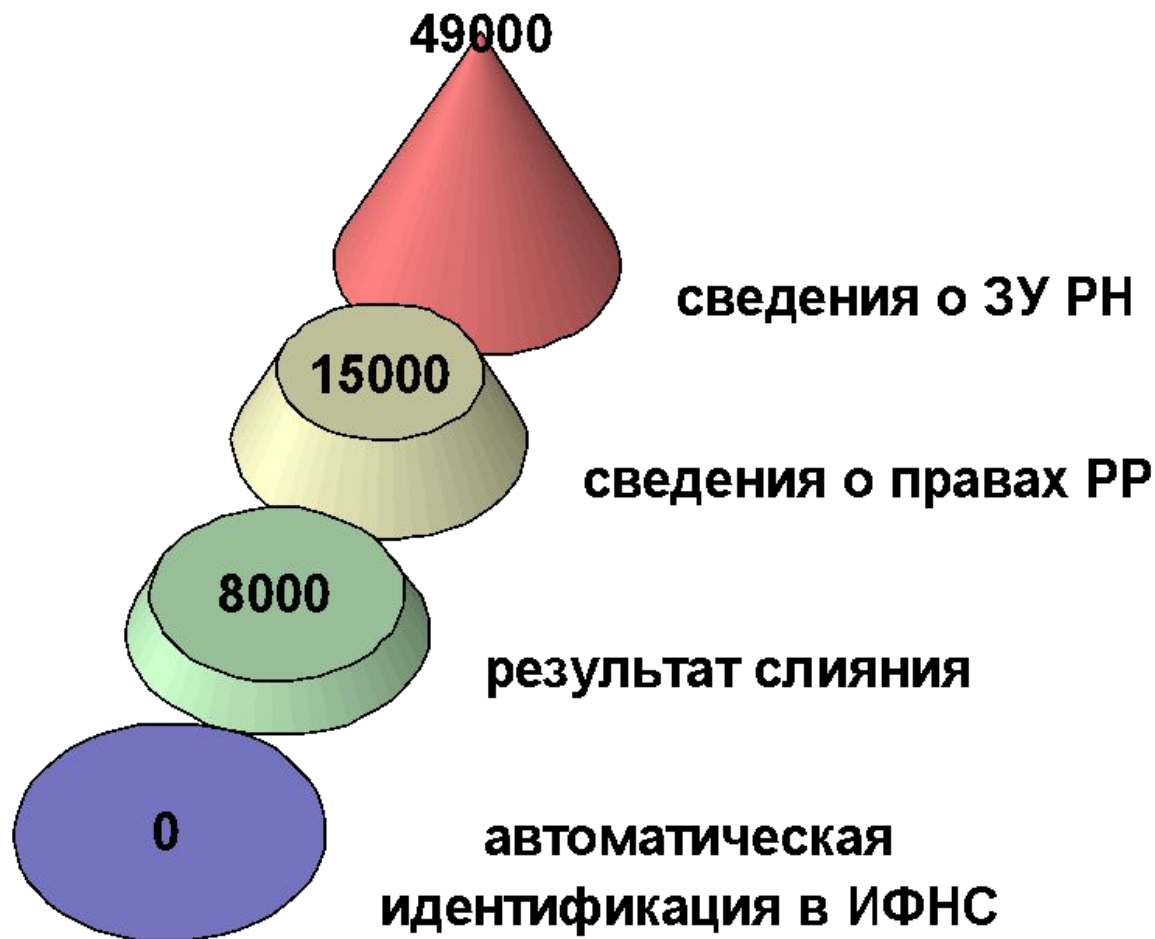 49000
сведения о ЗУ РН
15000
сведения о правах РР
8000
результат слияния
0
автоматическая
идентификация в ИФНС